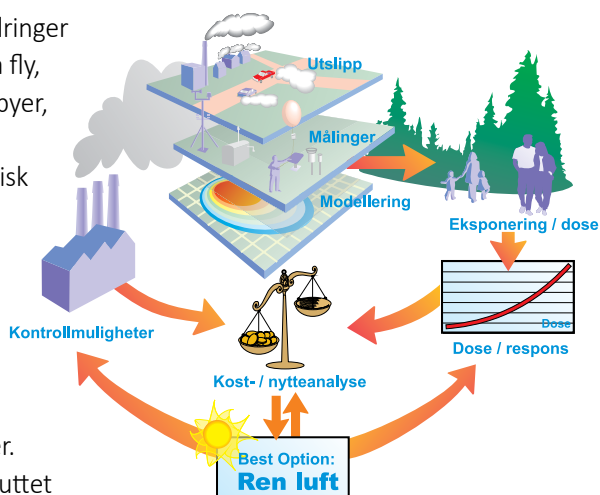 dringer
fly,
byer,
isk
er.
uttet
Utslipp
Målinger
Modellering
Eksponering / dose
Dose
Dose / respons
Kontrollmuligheter
Kost- / nytteanalyse
Best Option:
Ren luft